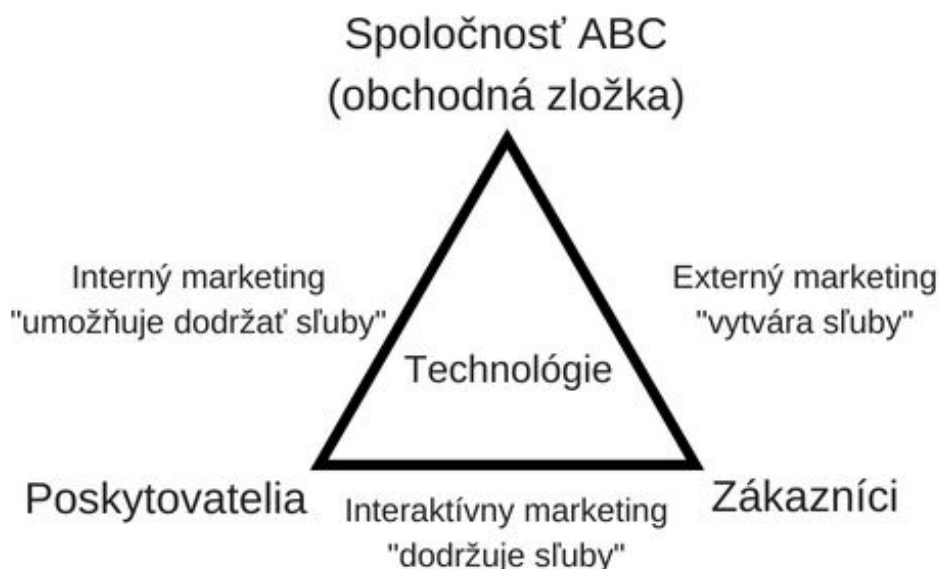 Spoločnosť ABC
(obchodná zložka)
Interný marketing
"umožňuje dodržať sľuby"
Externý marketing
"vytvára sľuby"
Technológie
Poskytovatelia
Interaktívny marketing
"dodržuje sľuby"
Zákazníci